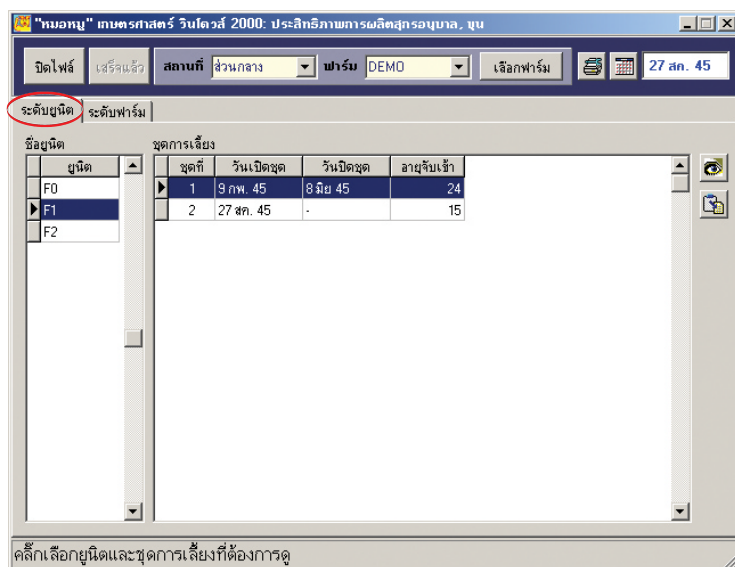 "หมอหมู" เกษตรศาสตร์ วินโดวส์ 2000: ประสิทธิภาพการผลิตสุกรอนุบาล, ขุน
ปิดไฟล์ เสร็จแล้ว สถานที่ ส่วนกลาง ฟาร์ม DEMO เลือกฟาร์ม 27 สค. 45
ระดับยูนิต ระดับฟาร์ม
ชื่อยูนิต ชุดการเลี้ยง
ยูนิต ชุดที่ วันเปิดชุด วันปิดชุด อายุจับเข้า
F0 1 9 กพ. 45 8 มิย 45 24
F1 2 27 สค. 45 - 15
F2
คลิ๊กเลือกยูนิตและชุดการเลี้ยงที่ต้องการดู